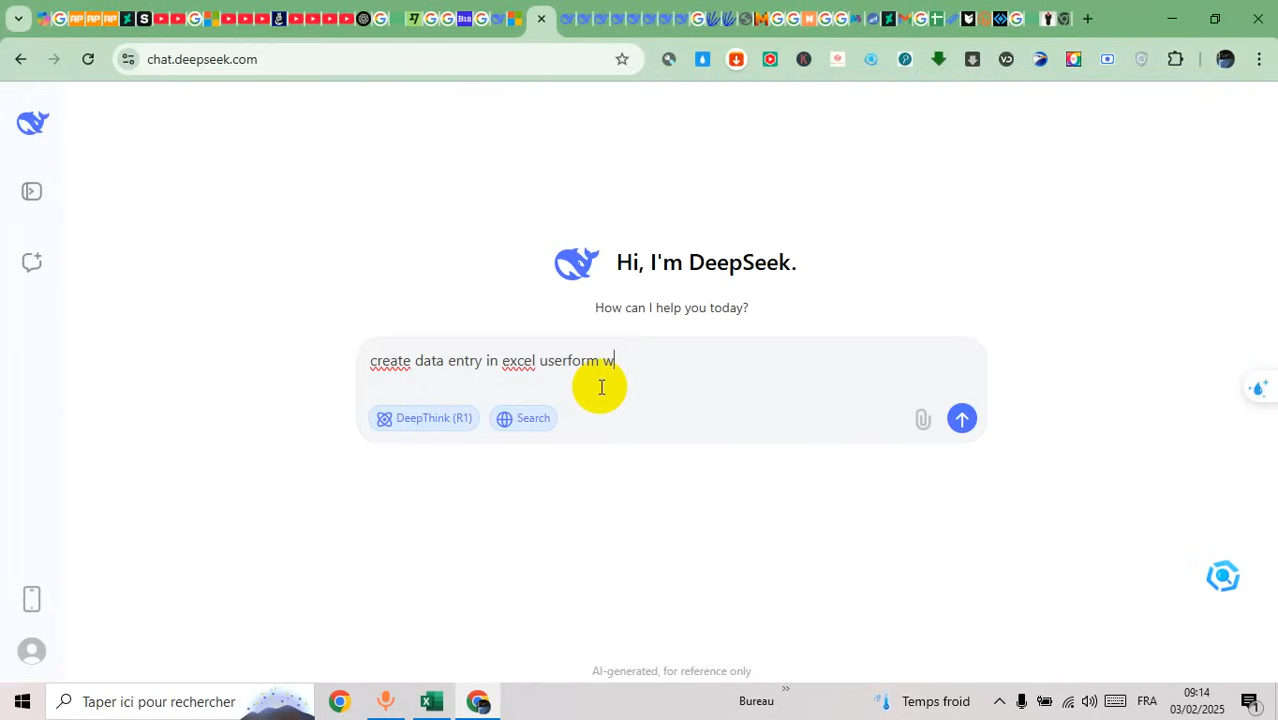 chat.deepseek.com
Hi, I'm DeepSeek.
How can I help you today?
create data entry in excel userform w
DeepThink (R1)
Search
AI-generated, for reference only
Taper ici pour rechercher
Bureau
Temps froid
FRA
09:14
03/02/2025